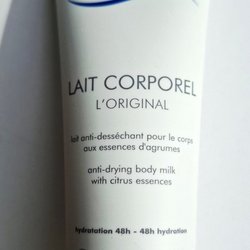 LAIT CORPOREL
L'ORIGINAL
lait anti-desséchant pour le corps
aux essences d'agrumes
anti-drying body milk
with citrus essences
hydratation 48h - 48h hydration